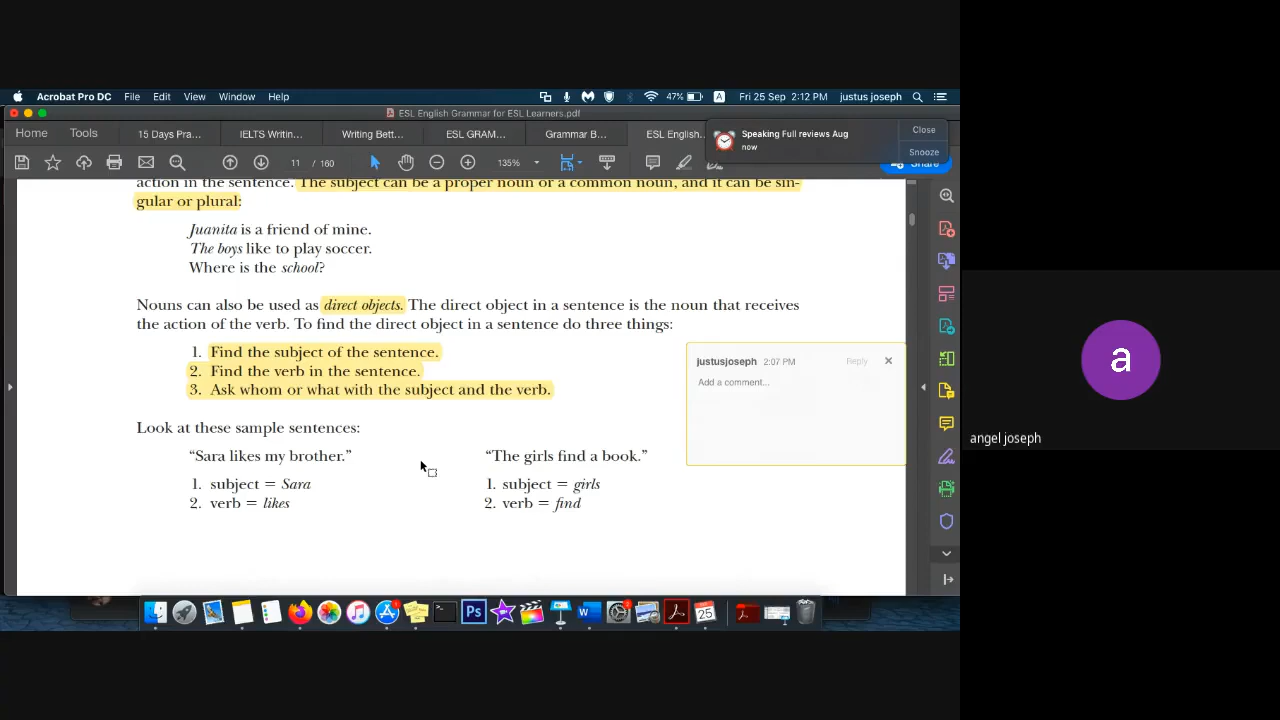 Acrobat Pro DC File Edit View Window Help 47% A Fri 25 Sep 2:12 PM justus joseph
ESL English Grammar for ESL Learners.pdf
Home Tools 15 Days Pra... IELTS Writin... Writing Bett... ESL GRAM... Grammar B... ESL English...
Speaking Full reviews Aug
now
Close
Snooze
11 / 160 135% Share
action in the sentence. The subject can be a proper noun or a common noun, and it can be sin-
gular or plural:
Juanita is a friend of mine.
The boys like to play soccer.
Where is the school?
Nouns can also be used as direct objects. The direct object in a sentence is the noun that receives
the action of the verb. To find the direct object in a sentence do three things:
1. Find the subject of the sentence.
2. Find the verb in the sentence.
3. Ask whom or what with the subject and the verb.
justusjoseph 2:07 PM Reply
Add a comment...
Look at these sample sentences:
“Sara likes my brother.” “The girls find a book.”
1. subject = Sara 1. subject = girls
2. verb = likes 2. verb = find
Ps W 25
a
angel joseph